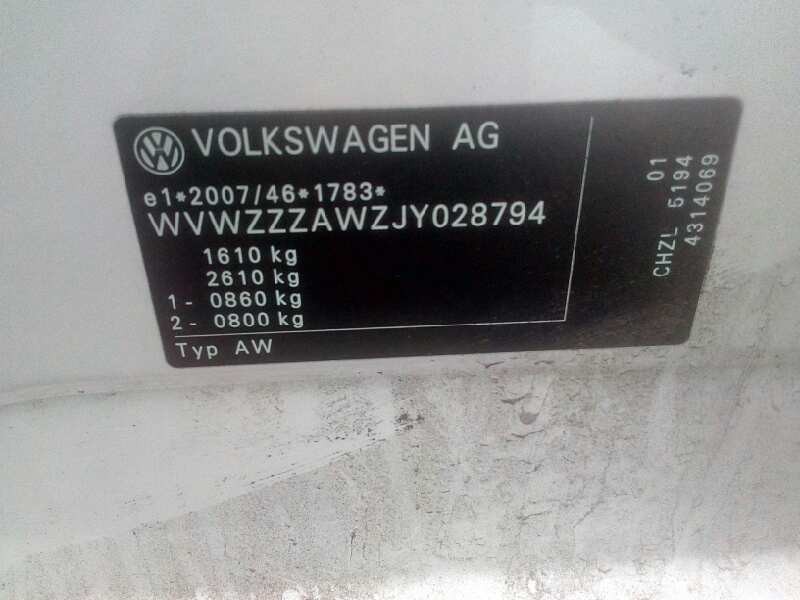 VOLKSWAGEN AG
e1*2007/46*1783*
WVWZZZAWZJY028794
1610 kg
2610 kg
1 - 0860 kg
2 - 0800 kg
Typ AW
01
CHZL 5194
4314069